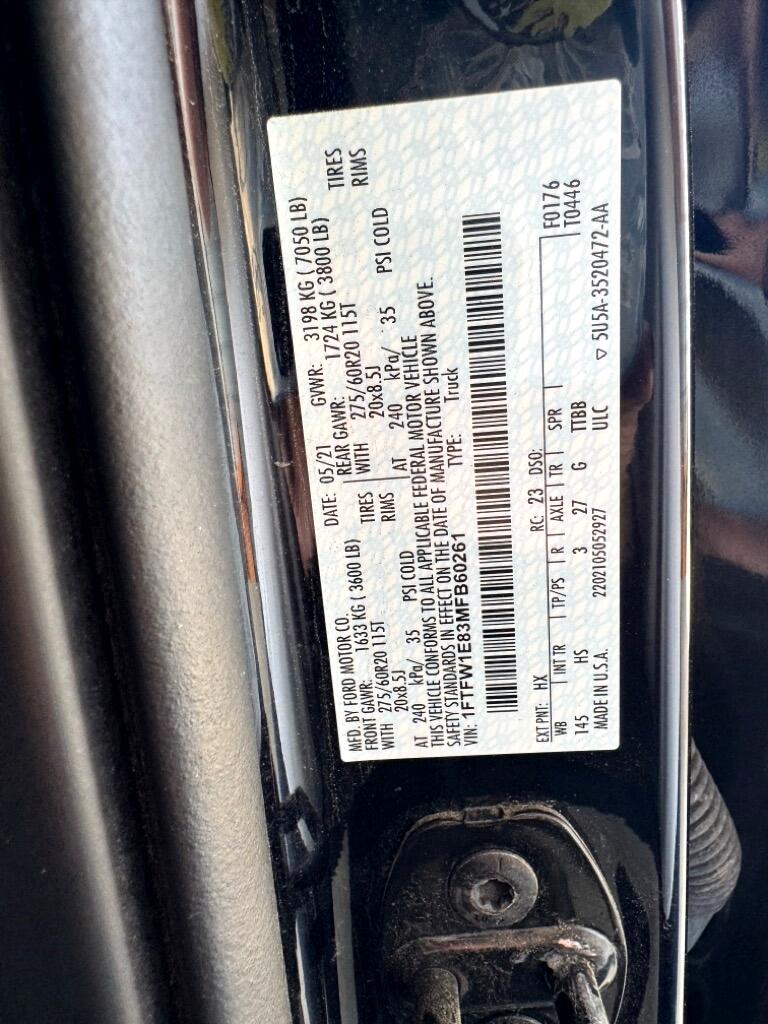 MFD. BY FORD MOTOR CO. DATE: 05/21 GVWR: 3198 KG ( 7050 LB)
FRONT GAWR: 1633 KG ( 3600 LB) REAR GAWR: 1724 KG ( 3800 LB)
WITH 275/60R20 115T TIRES WITH 275/60R20 115T TIRES
20x8.5J RIMS 20x8.5J RIMS
AT 240 kPa/ 35 PSI COLD AT 240 kPa/ 35 PSI COLD
THIS VEHICLE CONFORMS TO ALL APPLICABLE FEDERAL MOTOR VEHICLE
SAFETY STANDARDS IN EFFECT ON THE DATE OF MANUFACTURE SHOWN ABOVE.
VIN: 1FTFW1E83MFB60261 TYPE: Truck
EXT PNT: HX RC: 23 DSO: F0176
WB INT TR TP/PS R AXLE TR SPR T0446
145 HS 3 27 G TTBB
MADE IN U.S.A. 2202105052927 ULC ▽ 5U5A-3520472-AA